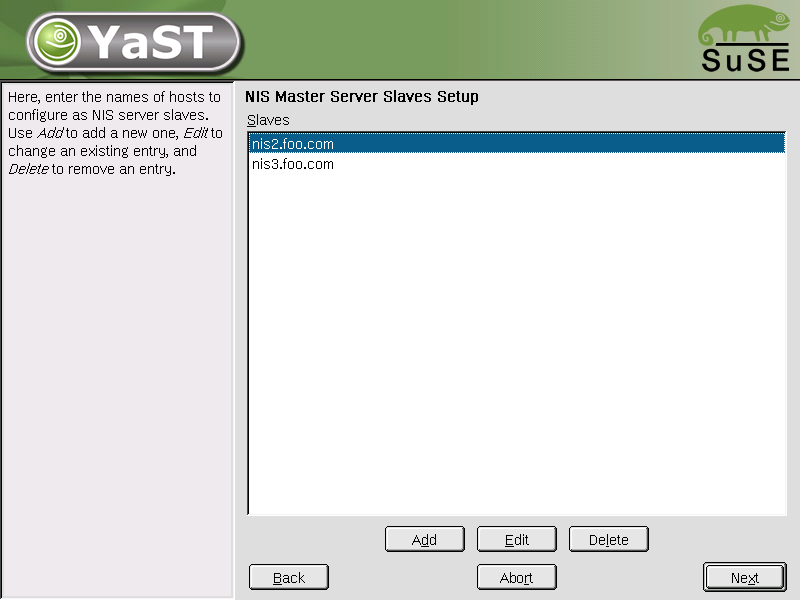 YaST
SuSE
Here, enter the names of hosts to
configure as NIS server slaves.
Use Add to add a new one, Edit to
change an existing entry, and
Delete to remove an entry.
NIS Master Server Slaves Setup
Slaves
nis2.foo.com
nis3.foo.com
Add Edit Delete
Back Abort Next